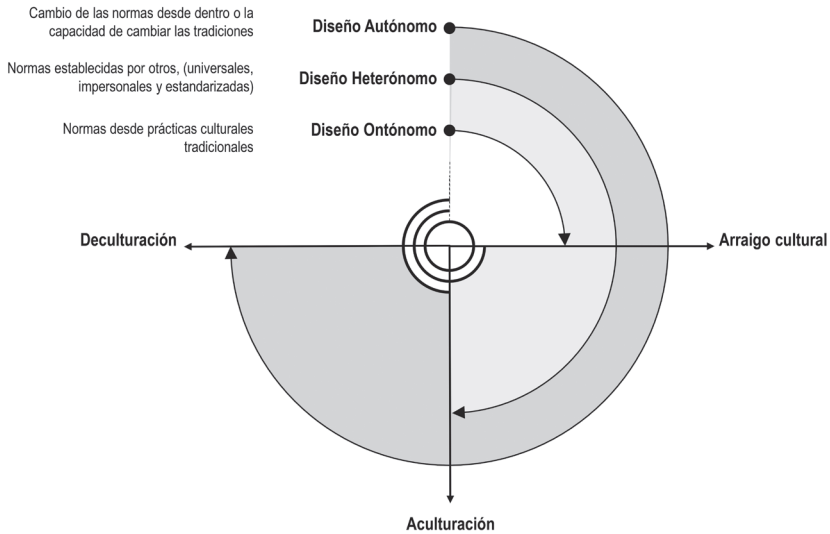 Cambio de las normas desde dentro o la
capacidad de cambiar las tradiciones
Diseño Autónomo
Normas establecidas por otros, (universales,
impersonales y estandarizadas)
Diseño Heterónomo
Normas desde prácticas culturales
tradicionales
Diseño Ontónomo
Deculturación
Arraigo cultural
Aculturación